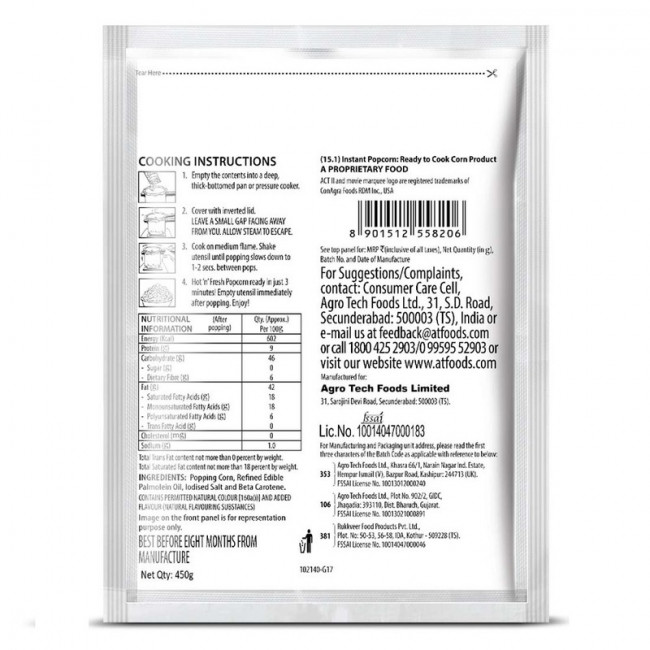 Tear Here
COOKING INSTRUCTIONS
1. Empty the contents into a deep,
thick-bottomed pan or pressure cooker.
2. Cover with inverted lid.
LEAVE A SMALL GAP FACING AWAY
FROM YOU. ALLOW STEAM TO ESCAPE.
3. Cook on medium flame. Shake
utensil until popping slows down to
1-2 secs. between pops.
4. Hot 'n' Fresh Popcorn ready in just 3
minutes! Empty utensil immediately
after popping. Enjoy!
NUTRITIONAL INFORMATION (After popping) Qty. (Approx.) Per 100g
Energy (Kcal) 602
Protein (g) 9
Carbohydrate (g) 46
- Sugar (g) 0
- Dietary Fibre (g) 6
Fat (g) 42
- Saturated Fatty Acids (g) 18
- Monounsaturated Fatty Acids (g) 18
- Polyunsaturated Fatty Acids (g) 6
- Trans Fatty Acid (g) 0
Cholesterol (mg) 0
Sodium (g) 1.0
Total Trans Fat content not more than 0 percent by weight.
Total Saturated Fat content not more than 18 percent by weight.
INGREDIENTS: Popping Corn, Refined Edible
Palmolein Oil, Iodised Salt and Beta Carotene.
CONTAINS PERMITTED NATURAL COLOUR [160a(i)] AND ADDED
FLAVOUR (NATURAL FLAVOURING SUBSTANCES)
Image on the front panel is for representation
purpose only.
BEST BEFORE EIGHT MONTHS FROM
MANUFACTURE
Net Qty: 450g
(15.1) Instant Popcorn: Ready to Cook Corn Product
A PROPRIETARY FOOD
ACT II and movie marquee logo are registered trademarks of
ConAgra Foods RDM Inc., USA
8 901512 558206
See top panel for: MRP ₹ (inclusive of all taxes), Net Quantity (in g),
Batch No. and Date of Manufacture
For Suggestions/Complaints,
contact: Consumer Care Cell,
Agro Tech Foods Ltd., 31, S.D. Road,
Secunderabad: 500003 (TS), India or
e-mail us at feedback@atfoods.com
or call 1800 425 2903/0 99595 52903 or
visit our website www.atfoods.com
Manufactured for:
Agro Tech Foods Limited
31, Sarojini Devi Road, Secunderabad: 500003 (TS).
fssai
Lic.No. 10014047000183
For Manufacturing and Packaging unit address, please read the first
three characters of the Batch Code as applicable with reference to below:
353 Agro Tech Foods Ltd., Khasra 66/1, Narain Nagar Ind. Estate,
Hempur Ismail (V), Bazpur Road, Kashipur: 244713 (UK).
FSSAI License No. 10013012000240
106 Agro Tech Foods Ltd., Plot No. 902/2, GIDC,
Jhagadia: 393110, Dist. Bharuch, Gujarat.
FSSAI License No. 10013021000891
381 Rukhveer Food Products Pvt. Ltd.,
Plot. No: 50-53, 56-58, IDA, Kothur - 509228 (TS).
FSSAI License No. 10014047000046
102140-G17